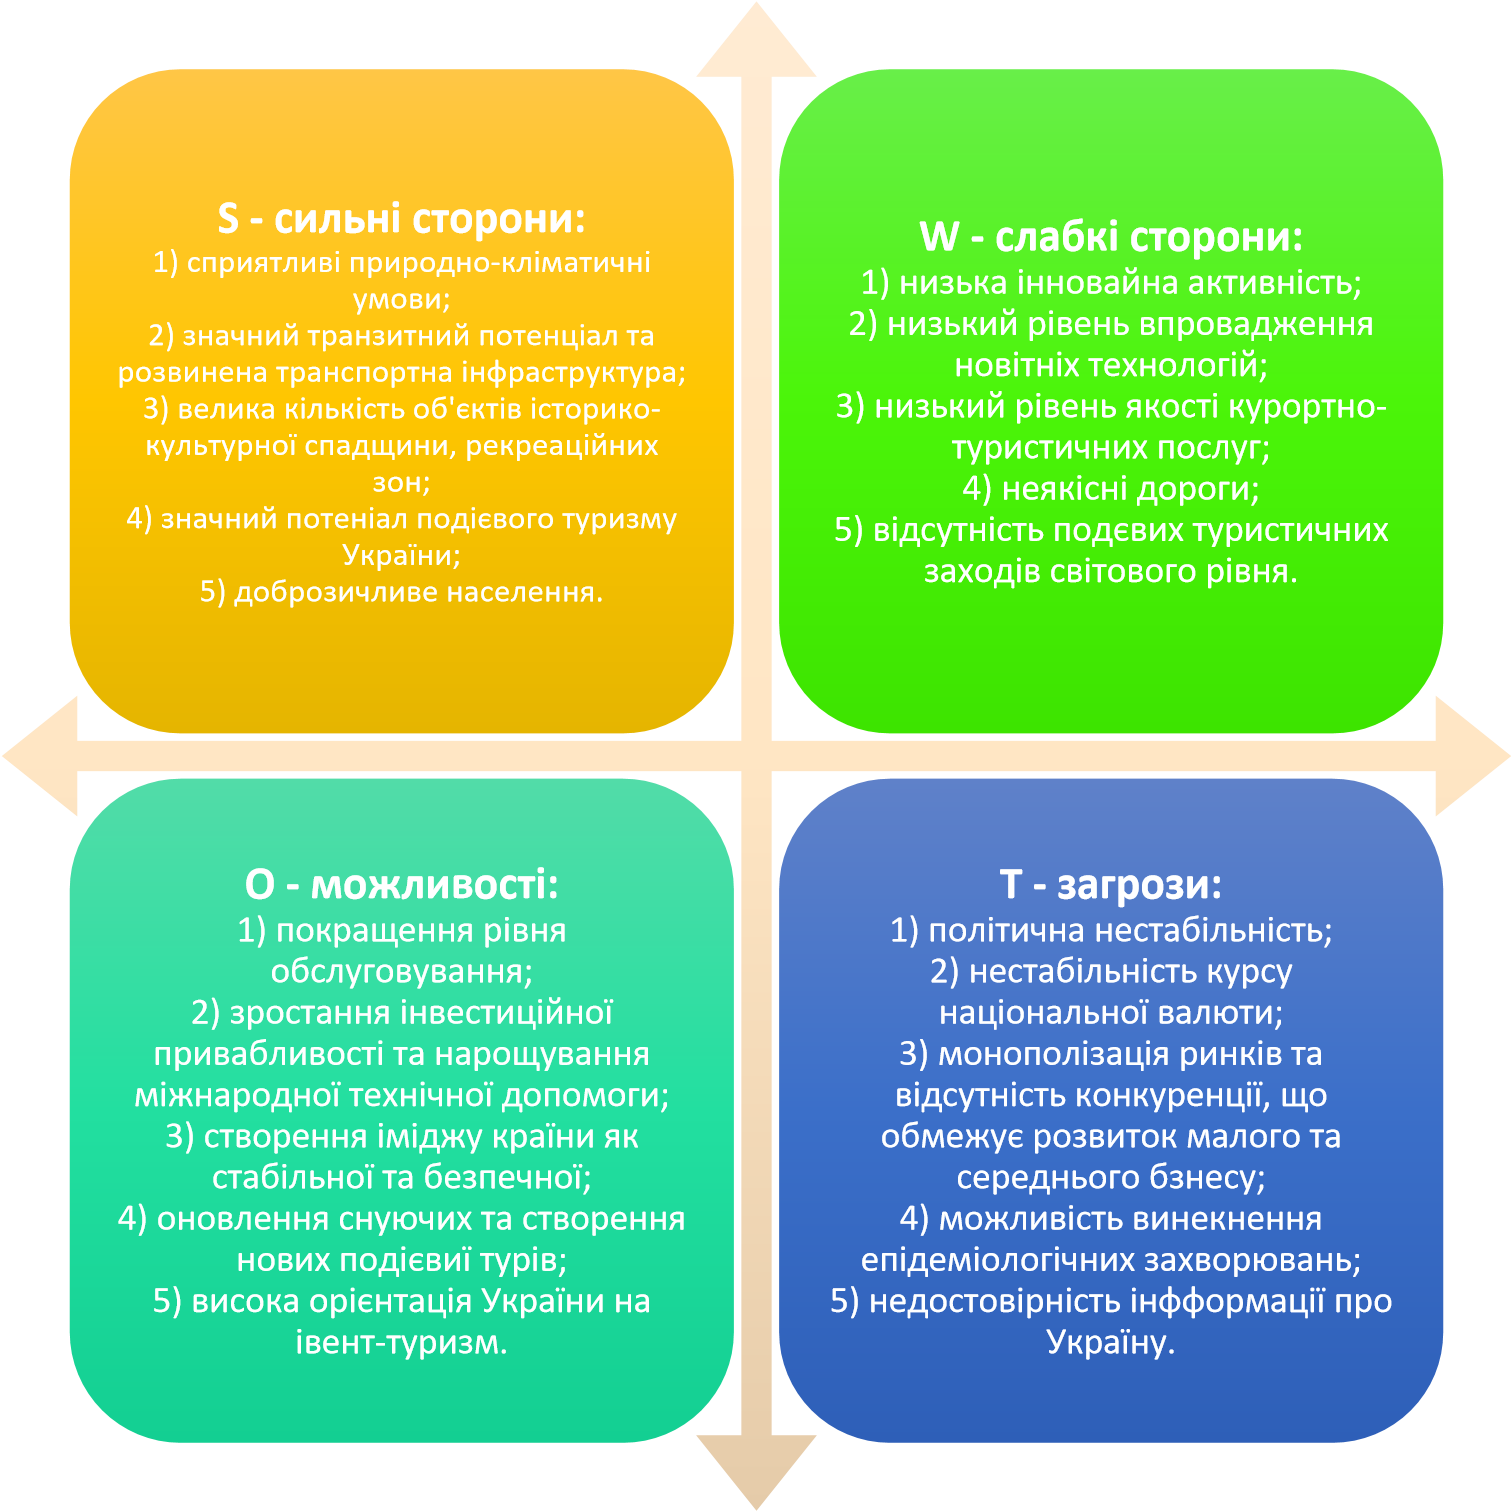 S - сильні сторони:
1) сприятливі природно-кліматичні
умови;
2) значний транзитний потенціал та
розвинена транспортна інфраструктура;
3) велика кількість об'єктів історико-
культурної спадщини, рекреаційних
зон;
4) значний потеніал подієвого туризму
України;
5) доброзичливе населення.
W - слабкі сторони:
1) низька інновайна активність;
2) низький рівень впровадження
новітніх технологій;
3) низький рівень якості курортно-
туристичних послуг;
4) неякісні дороги;
5) відсутність подєвих туристичних
заходів світового рівня.
O - можливості:
1) покращення рівня
обслуговування;
2) зростання інвестиційної
привабливості та нарощування
міжнародної технічної допомоги;
3) створення іміджу країни як
стабільної та безпечної;
4) оновлення снуючих та створення
нових подієвиї турів;
5) висока орієнтація України на
івент-туризм.
T - загрози:
1) політична нестабільність;
2) нестабільність курсу
національної валюти;
3) монополізація ринків та
відсутність конкуренції, що
обмежує розвиток малого та
середнього бзнесу;
4) можливість винекнення
епідеміологічних захворювань;
5) недостовірність інфформації про
Україну.